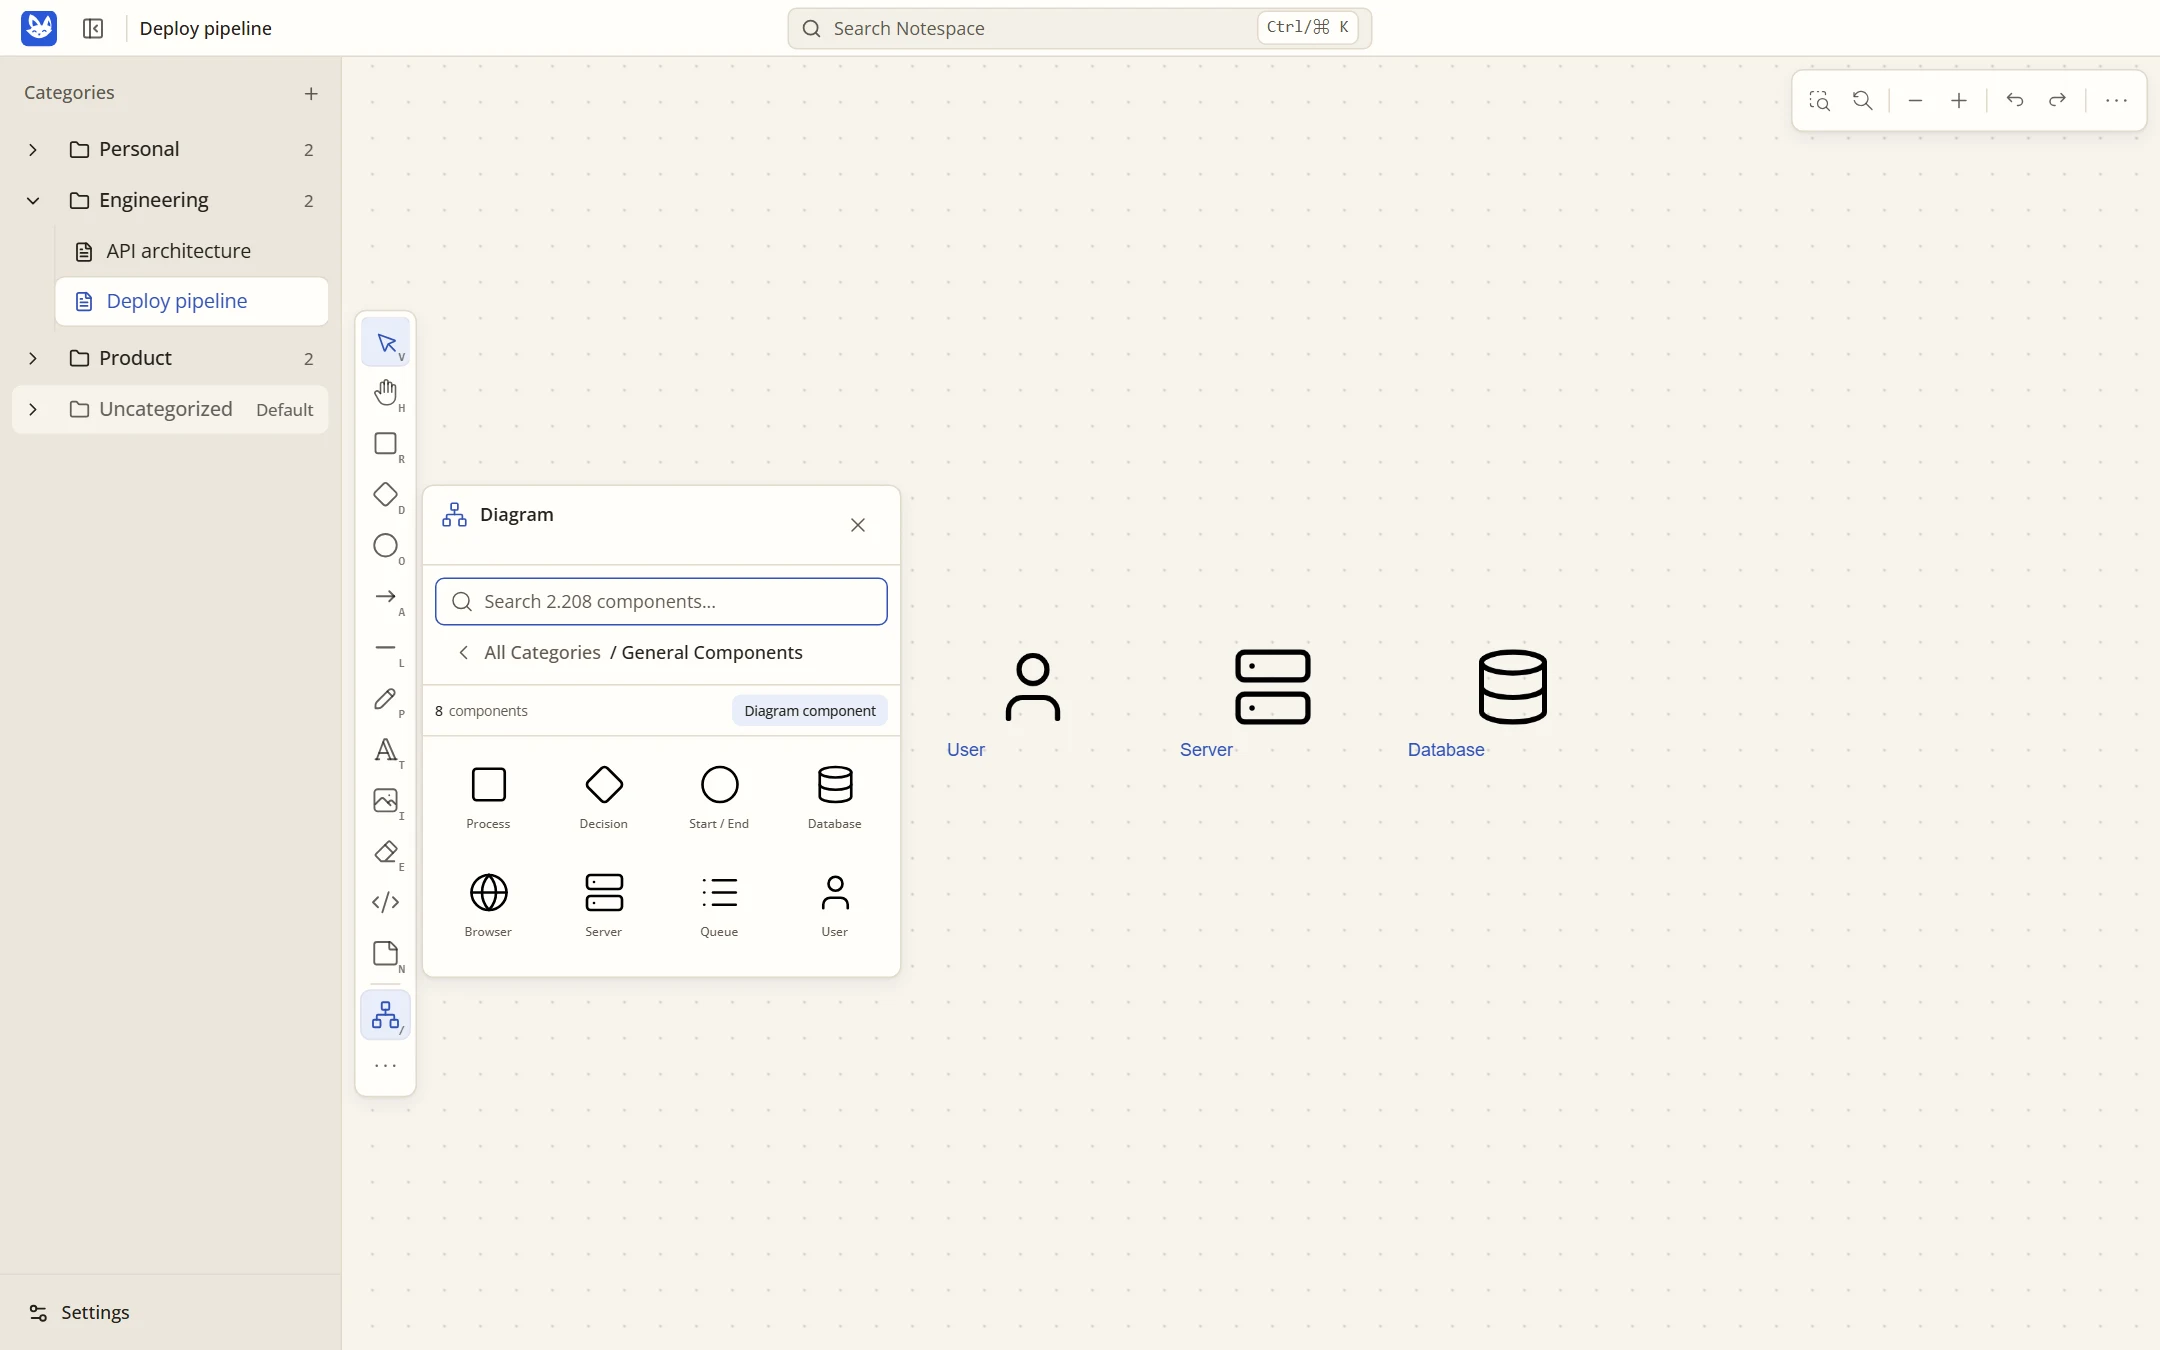 Deploy pipeline
Search Notespace
Ctrl/⌘ K
Categories
Personal 2
Engineering 2
API architecture
Deploy pipeline
Product 2
Uncategorized Default
Settings
V
H
R
D
O
A
L
P
T
I
E
N
/
Diagram
Search 2.208 components...
All Categories / General Components
8 components
Diagram component
Process Decision Start / End Database
Browser Server Queue User
User Server Database